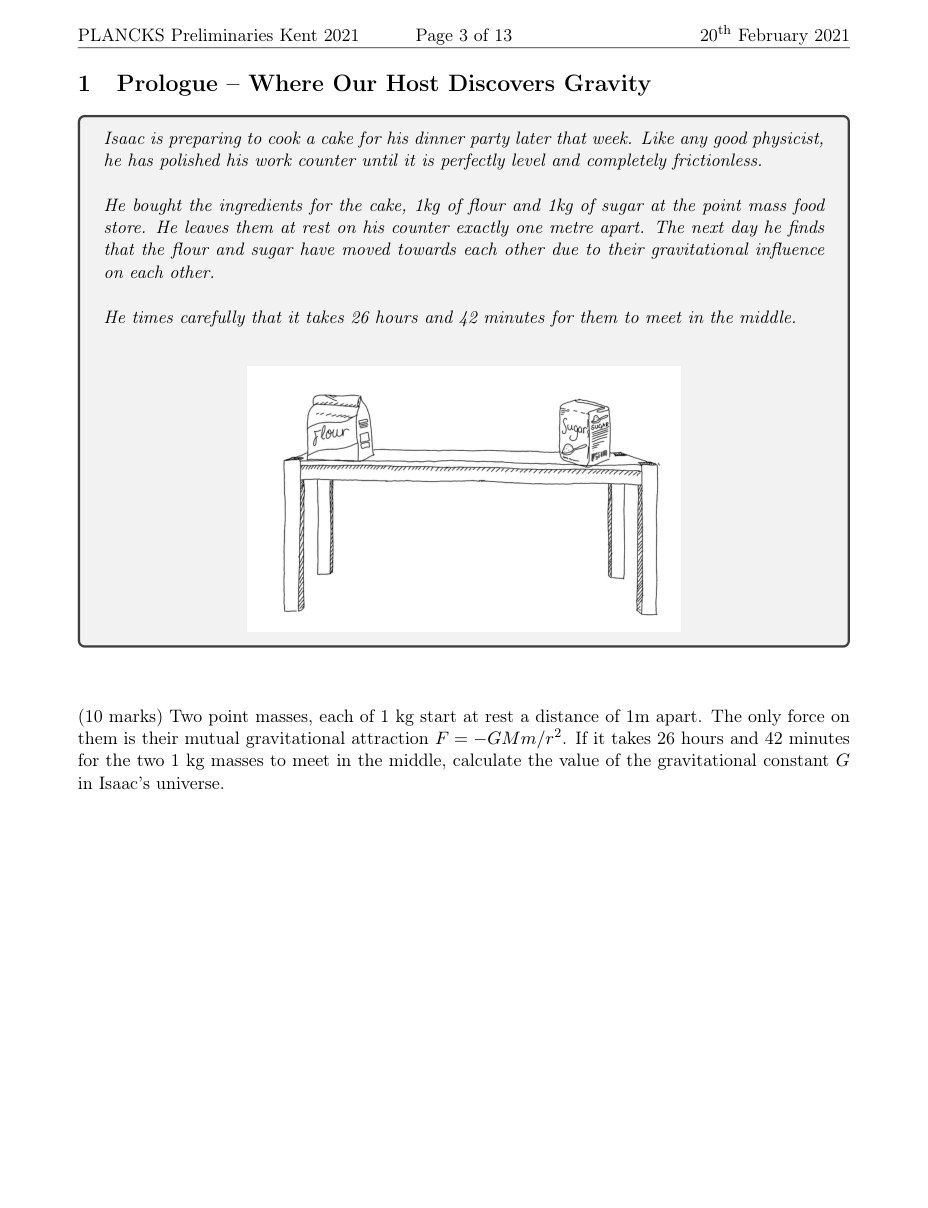 PLANCKS Preliminaries Kent 2021 Page 3 of 13 20th February 2021
1 Prologue – Where Our Host Discovers Gravity
Isaac is preparing to cook a cake for his dinner party later that week. Like any good physicist,
he has polished his work counter until it is perfectly level and completely frictionless.
He bought the ingredients for the cake, 1kg of flour and 1kg of sugar at the point mass food
store. He leaves them at rest on his counter exactly one metre apart. The next day he finds
that the flour and sugar have moved towards each other due to their gravitational influence
on each other.
He times carefully that it takes 26 hours and 42 minutes for them to meet in the middle.
flour
Sugar
SUGAR
(10 marks) Two point masses, each of 1 kg start at rest a distance of 1m apart. The only force on
them is their mutual gravitational attraction F = −GMm/r². If it takes 26 hours and 42 minutes
for the two 1 kg masses to meet in the middle, calculate the value of the gravitational constant G
in Isaac's universe.